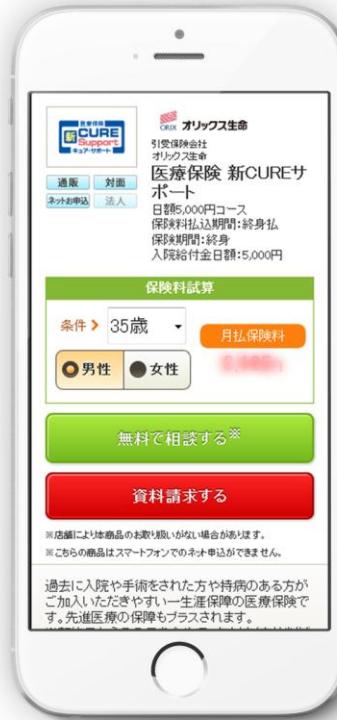 医療保険
新CURE
Support
キュア・サポート
ORIX オリックス生命
引受保険会社
オリックス生命
医療保険 新CUREサ
ポート
日額5,000円コース
保険料払込期間：終身払
保険期間：終身
入院給付金日額：5,000円
通販 対面
ネットお申込 法人
保険料試算
条件 35歳
月払保険料
男性 女性
無料で相談する※
資料請求する
※店舗により本商品のお取り扱いがない場合があります。
※こちらの商品はスマートフォンでのネット申込ができません。
過去に入院や手術をされた方や持病のある方が
ご加入いただきやすい一生涯保障の医療保険で
す。先進医療の保障もプラスされます。